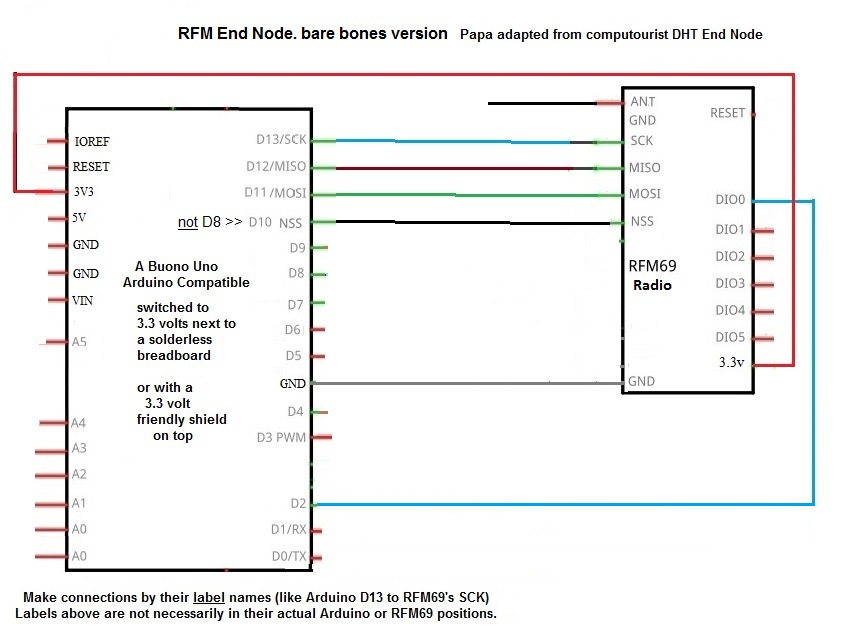 RFM End Node. bare bones version Papa adapted from computourist DHT End Node
IOREF
RESET
3V3
5V
GND
GND
VIN
A5
A4
A3
A2
A1
A0
A0
A Buono Uno
Arduino Compatible
switched to
3.3 volts next to
a solderless
breadboard
or with a
3.3 volt
friendly shield
on top
D13/SCK
D12/MISO
D11/MOSI
not D8 >> D10 NSS
D9
D8
D7
D6
D5
GND
D4
D3 PWM
D2
D1/RX
D0/TX
ANT
GND
SCK
MISO
MOSI
NSS
RFM69
Radio
GND
RESET
DIO0
DIO1
DIO2
DIO3
DIO4
DIO5
3.3v
Make connections by their label names (like Arduino D13 to RFM69's SCK)
Labels above are not necessarily in their actual Arduino or RFM69 positions.